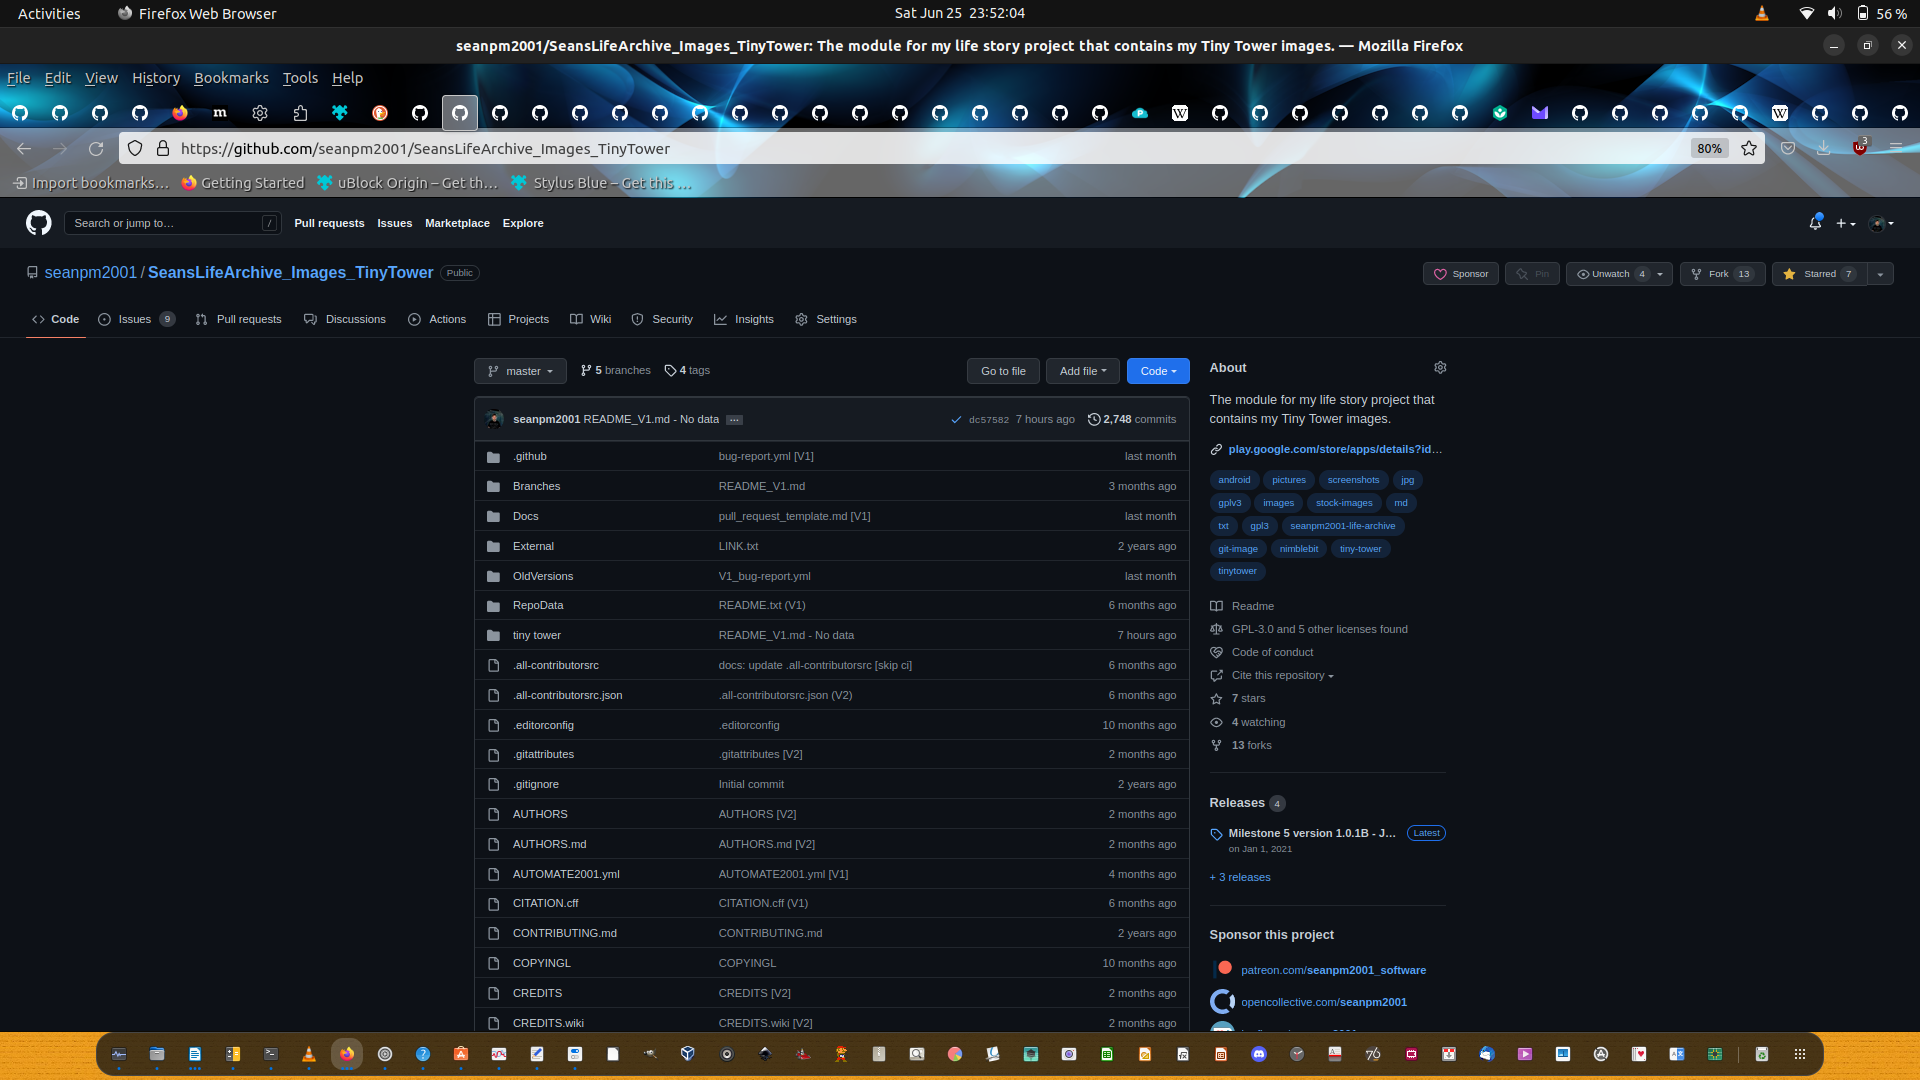 Activities Firefox Web Browser Sat Jun 25 23:52:04 56 %
seanpm2001/SeansLifeArchive_Images_TinyTower: The module for my life story project that contains my Tiny Tower images. — Mozilla Firefox
File Edit View History Bookmarks Tools Help
https://github.com/seanpm2001/SeansLifeArchive_Images_TinyTower 80% 3
Import bookmarks… Getting Started uBlock Origin – Get th… Stylus Blue – Get this …
Search or jump to… / Pull requests Issues Marketplace Explore
seanpm2001 / SeansLifeArchive_Images_TinyTower Public Sponsor Pin Unwatch 4 Fork 13 Starred 7
Code Issues 9 Pull requests Discussions Actions Projects Wiki Security Insights Settings
master 5 branches 4 tags Go to file Add file Code
seanpm2001 README_V1.md - No data dc57582 7 hours ago 2,748 commits
.github bug-report.yml [V1] last month
Branches README_V1.md 3 months ago
Docs pull_request_template.md [V1] last month
External LINK.txt 2 years ago
OldVersions V1_bug-report.yml last month
RepoData README.txt (V1) 6 months ago
tiny tower README_V1.md - No data 7 hours ago
.all-contributorsrc docs: update .all-contributorsrc [skip ci] 6 months ago
.all-contributorsrc.json .all-contributorsrc.json (V2) 6 months ago
.editorconfig .editorconfig 10 months ago
.gitattributes .gitattributes [V2] 2 months ago
.gitignore Initial commit 2 years ago
AUTHORS AUTHORS [V2] 2 months ago
AUTHORS.md AUTHORS.md [V2] 2 months ago
AUTOMATE2001.yml AUTOMATE2001.yml [V1] 4 months ago
CITATION.cff CITATION.cff (V1) 6 months ago
CONTRIBUTING.md CONTRIBUTING.md 2 years ago
COPYINGL COPYINGL 10 months ago
CREDITS CREDITS [V2] 2 months ago
CREDITS.wiki CREDITS.wiki [V2] 2 months ago
About
The module for my life story project that
contains my Tiny Tower images.
play.google.com/store/apps/details?id…
android pictures screenshots jpg
gplv3 images stock-images md
txt gpl3 seanpm2001-life-archive
git-image nimblebit tiny-tower
tinytower
Readme
GPL-3.0 and 5 other licenses found
Code of conduct
Cite this repository
7 stars
4 watching
13 forks
Releases 4
Milestone 5 version 1.0.1B - J… Latest
on Jan 1, 2021
+ 3 releases
Sponsor this project
patreon.com/seanpm2001_software
opencollective.com/seanpm2001